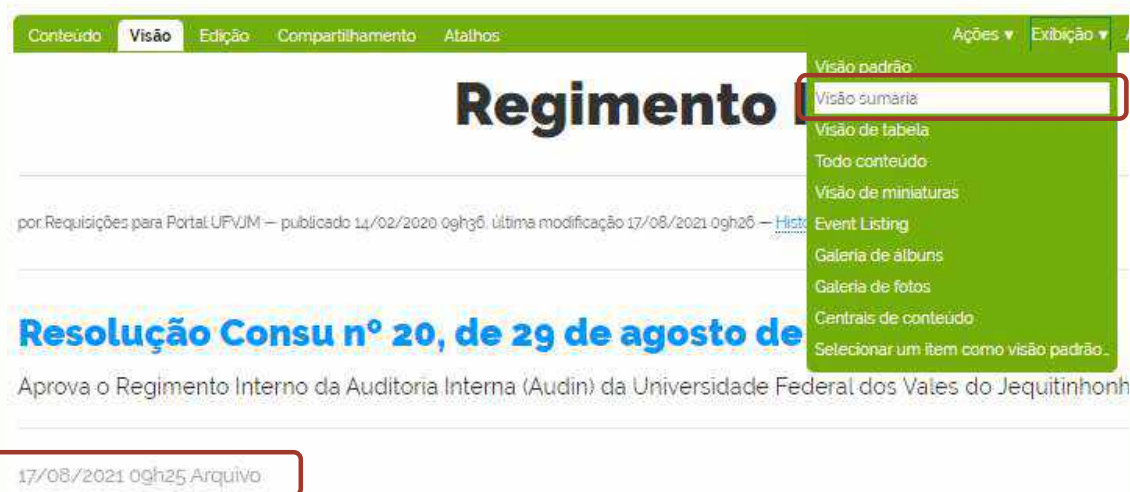 Conteúdo Visão Edição Compartilhamento Atalhos Ações ▾ Exibição ▾
Visão padrão
Visão sumaria
Visão de tabela
Todo conteúdo
Visão de miniaturas
Event Listing
Galeria de álbuns
Galeria de fotos
Centrais de conteúdo
Selecionar um item como visão padrão…
Regimento
por Requisições para Portal UFVJM — publicado 14/02/2020 09h36, última modificação 17/08/2021 09h26 —
Resolução Consu nº 20, de 29 de agosto de
Aprova o Regimento Interno da Auditoria Interna (Audin) da Universidade Federal dos Vales do Jequitinhonh
17/08/2021 09h25 Arquivo